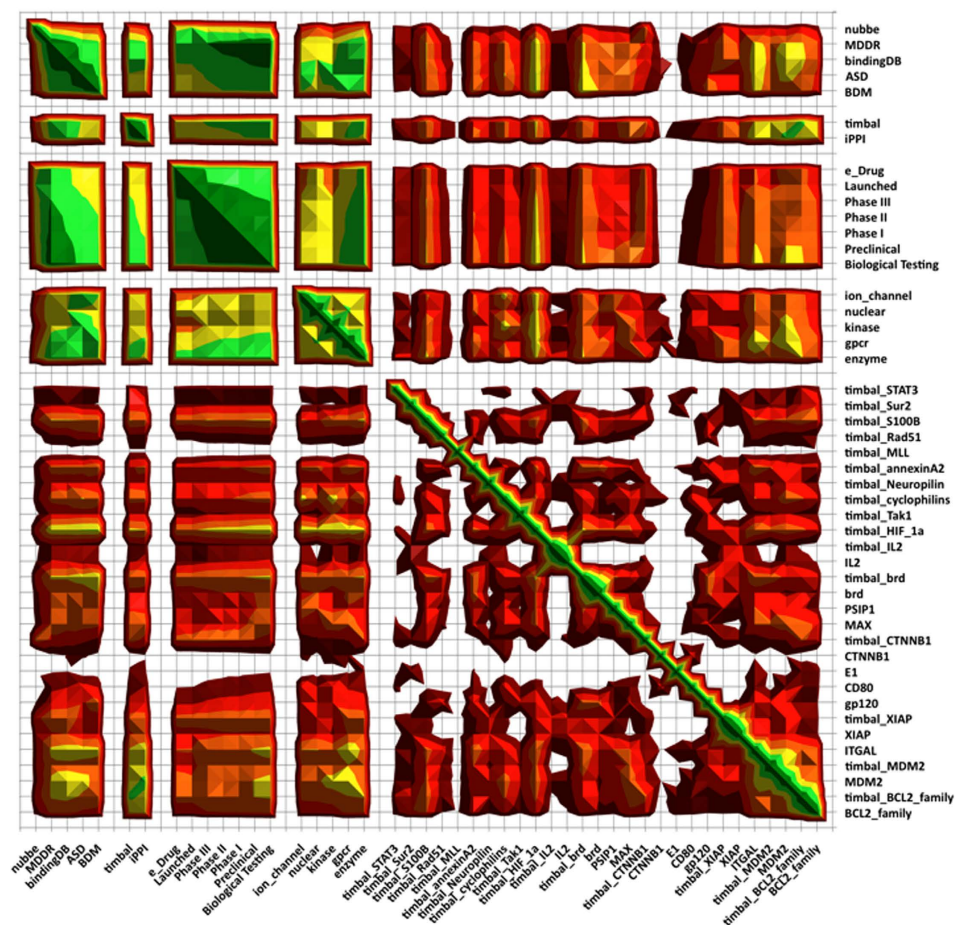 nubbe
MDDR
bindingDB
ASD
BDM
timbal
iPPI
e_Drug
Launched
Phase III
Phase II
Phase I
Preclinical
Biological Testing
ion_channel
nuclear
kinase
gpcr
enzyme
timbal_STAT3
timbal_Sur2
timbal_S100B
timbal_Rad51
timbal_MLL
timbal_annexinA2
timbal_Neuropilin
timbal_cyclophilins
timbal_Tak1
timbal_HIF_1a
timbal_IL2
IL2
timbal_brd
brd
PSIP1
MAX
timbal_CTNNB1
CTNNB1
E1
CD80
gp120
timbal_XIAP
XIAP
ITGAL
timbal_MDM2
MDM2
timbal_BCL2_family
BCL2_family
nubbe
MDDR
bindingDB
ASD
BDM
timbal
iPPI
e_Drug
Launched
Phase III
Phase II
Phase I
Preclinical
Biological Testing
ion_channel
nuclear
kinase
gpcr
enzyme
timbal_STAT3
timbal_Sur2
timbal_S100B
timbal_Rad51
timbal_MLL
timbal_annexinA2
timbal_Neuropilin
timbal_cyclophilins
timbal_Tak1
timbal_HIF_1a
timbal_IL2
IL2
timbal_brd
brd
PSIP1
MAX
timbal_CTNNB1
CTNNB1
E1
CD80
gp120
timbal_XIAP
XIAP
ITGAL
timbal_MDM2
MDM2
timbal_BCL2_family
BCL2_family